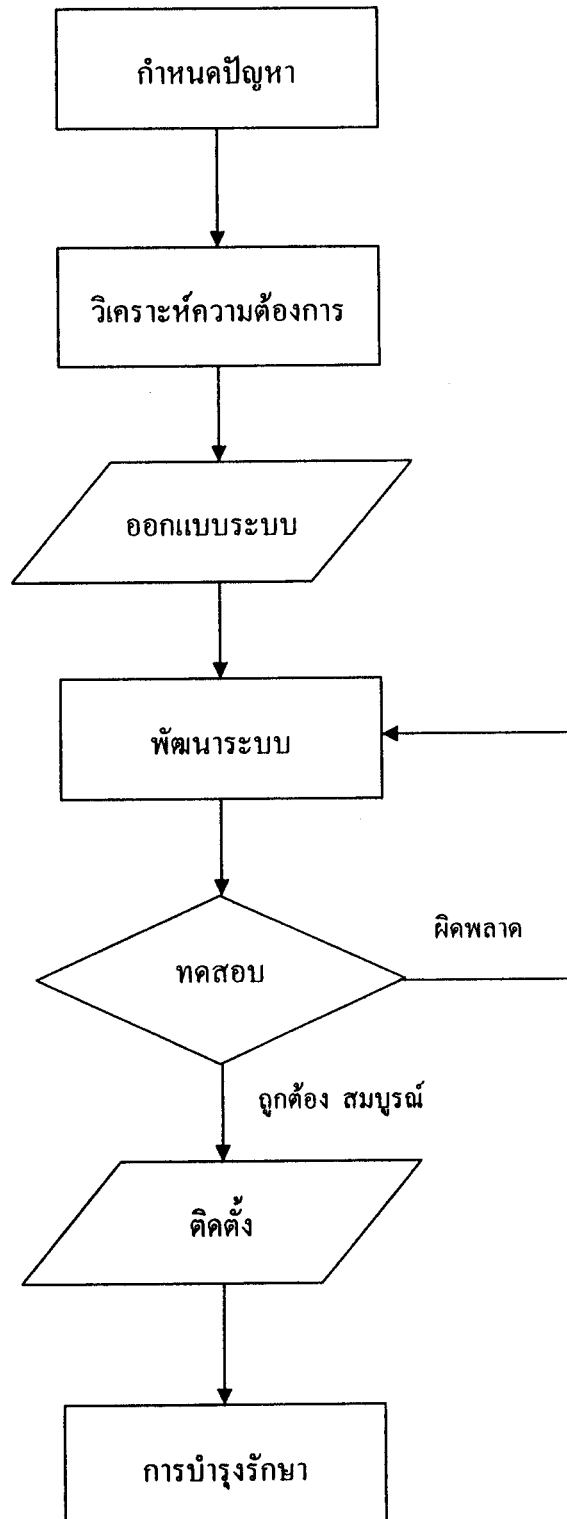 กำหนดปัญหา
วิเคราะห์ความต้องการ
ออกแบบระบบ
พัฒนาระบบ
ผิดพลาด
ทดสอบ
ถูกต้อง สมบูรณ์
ติดตั้ง
การบำรุงรักษา